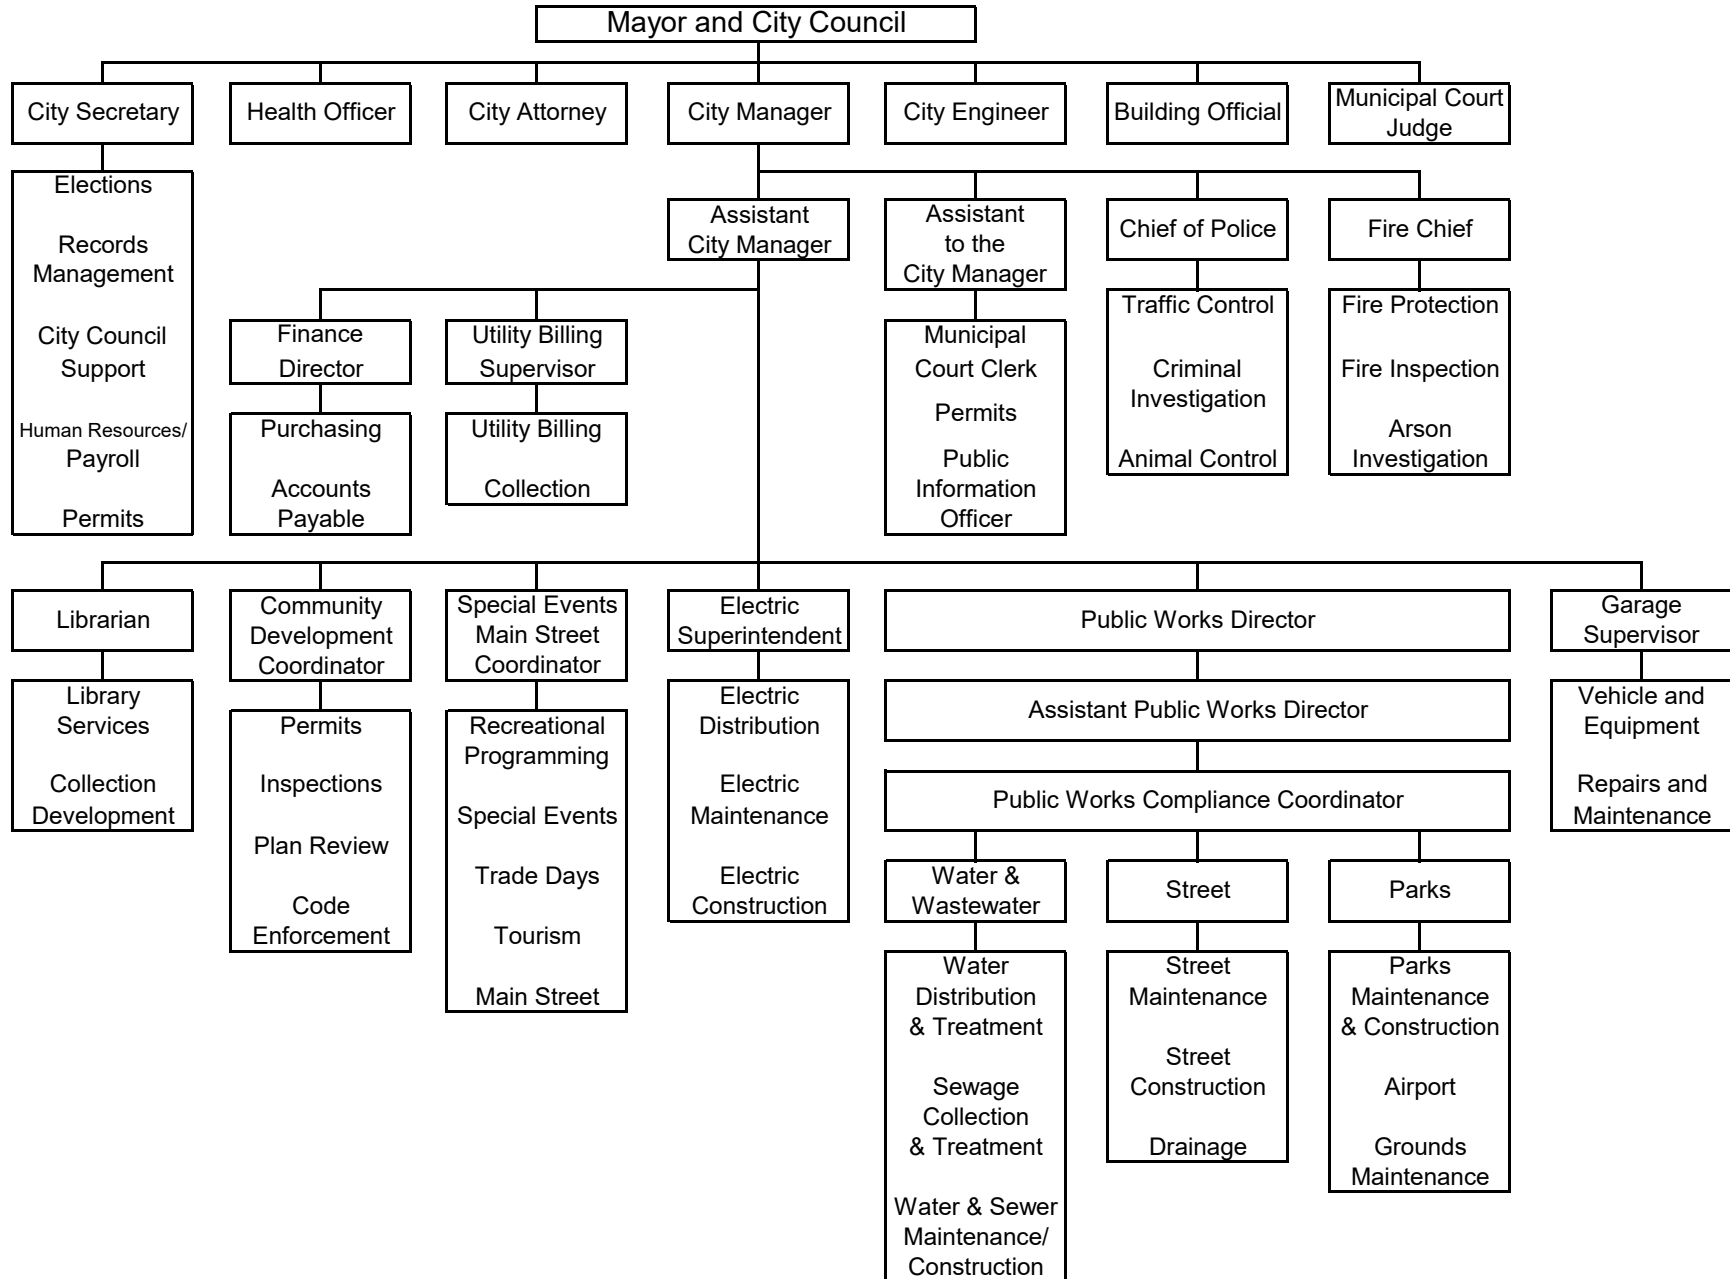 Mayor and City Council
City Secretary
Health Officer
City Attorney
City Manager
City Engineer
Building Official
Municipal Court
Judge
Elections
Records
Management
City Council
Support
Human Resources/
Payroll
Permits
Assistant
City Manager
Assistant
to the
City Manager
Chief of Police
Fire Chief
Finance
Director
Utility Billing
Supervisor
Municipal
Court Clerk
Permits
Public
Information
Officer
Traffic Control
Criminal
Investigation
Animal Control
Fire Protection
Fire Inspection
Arson
Investigation
Purchasing
Accounts
Payable
Utility Billing
Collection
Librarian
Community
Development
Coordinator
Special Events
Main Street
Coordinator
Electric
Superintendent
Public Works Director
Garage
Supervisor
Library
Services
Collection
Development
Permits
Inspections
Plan Review
Code
Enforcement
Recreational
Programming
Special Events
Trade Days
Tourism
Main Street
Electric
Distribution
Electric
Maintenance
Electric
Construction
Assistant Public Works Director
Public Works Compliance Coordinator
Vehicle and
Equipment
Repairs and
Maintenance
Water &
Wastewater
Street
Parks
Water
Distribution
& Treatment
Sewage
Collection
& Treatment
Water & Sewer
Maintenance/
Construction
Street
Maintenance
Street
Construction
Drainage
Parks
Maintenance
& Construction
Airport
Grounds
Maintenance